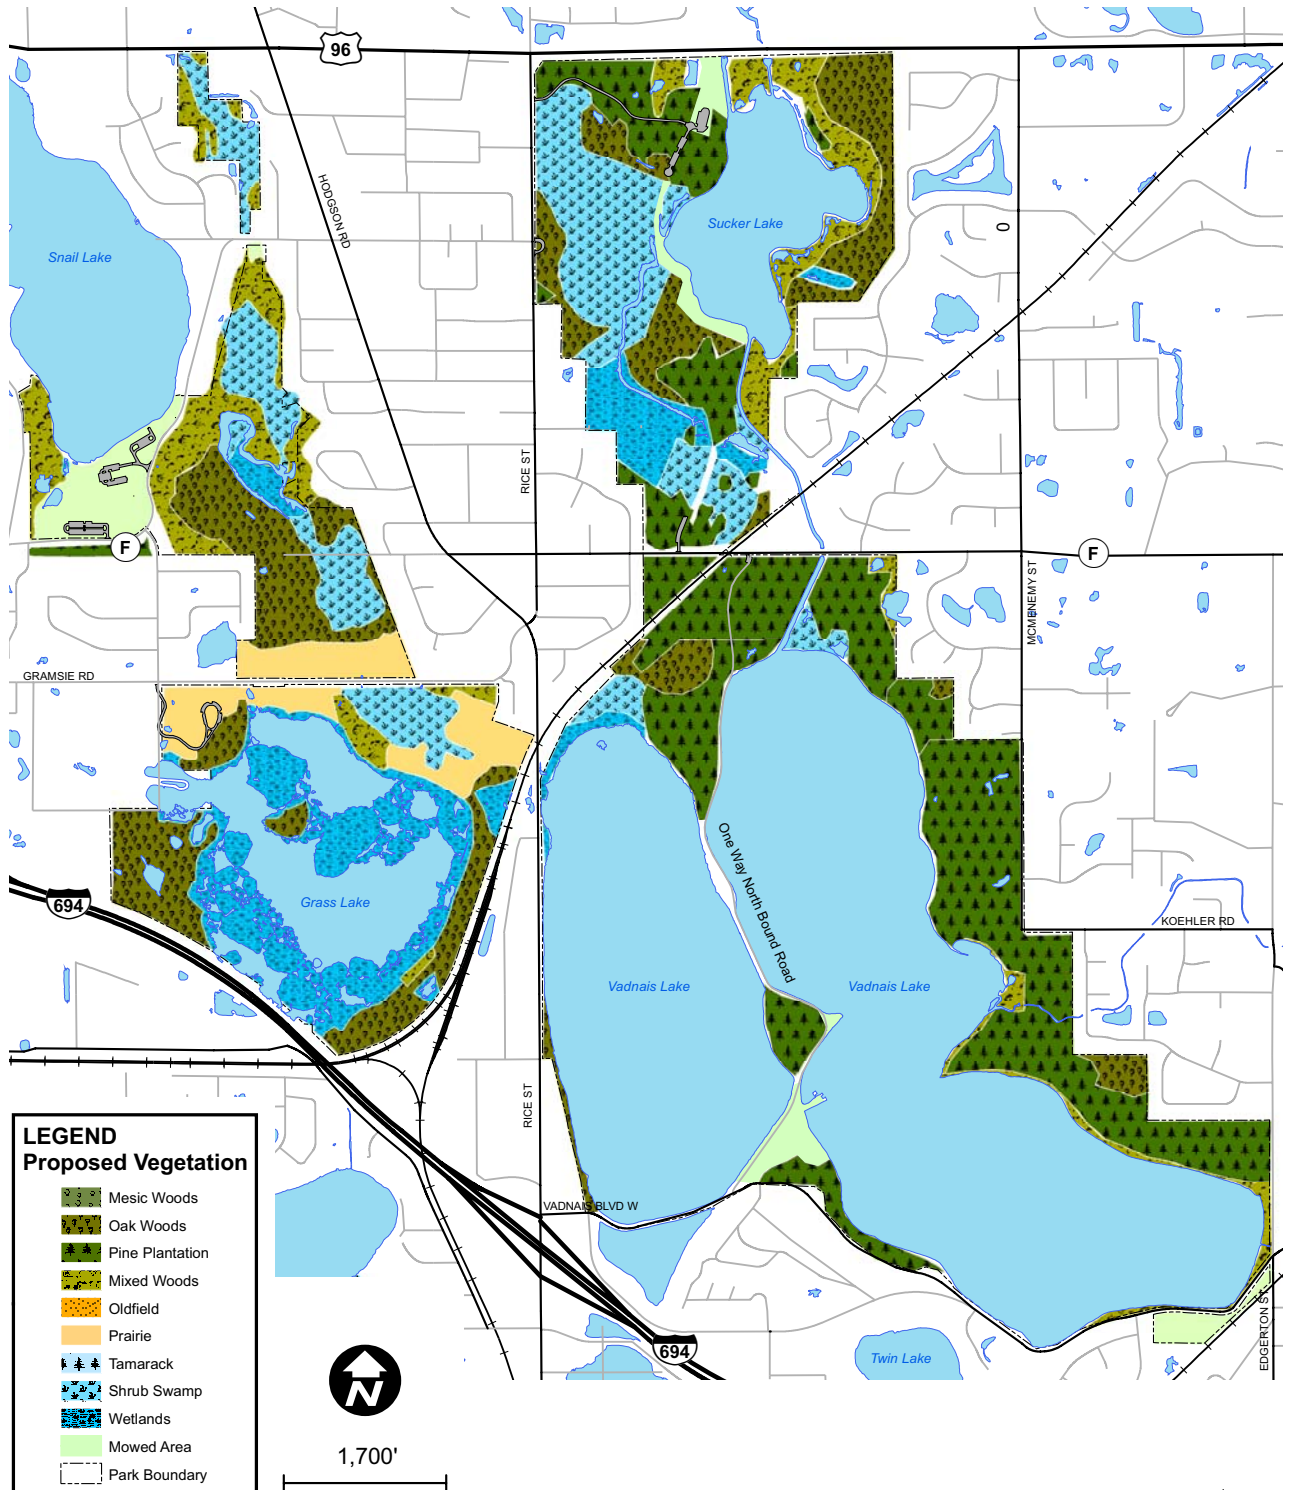 96
HODGSON RD
Snail Lake
Sucker Lake
0
RICE ST
F
F
MCMENEMY ST
GRAMSIE RD
One Way North Bound Road
694
Grass Lake
KOEHLER RD
Vadnais Lake
Vadnais Lake
RICE ST
VADNAIS BLVD W
EDGERTON ST
694
Twin Lake
LEGEND
Proposed Vegetation
Mesic Woods
Oak Woods
Pine Plantation
Mixed Woods
Oldfield
Prairie
Tamarack
Shrub Swamp
Wetlands
Mowed Area
Park Boundary
N
1,700'